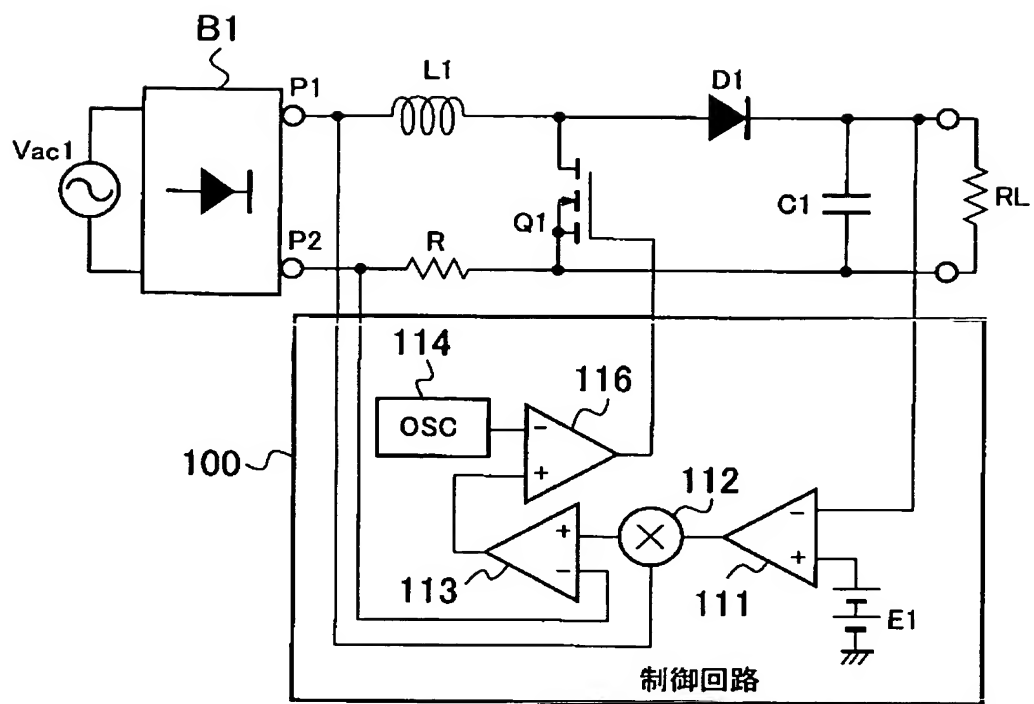 B1
P1
L1
D1
Vac1
Q1
C1
RL
P2
R
114
116
OSC
-
+
100
112
+
-
-
+
113
111
E1
制御回路